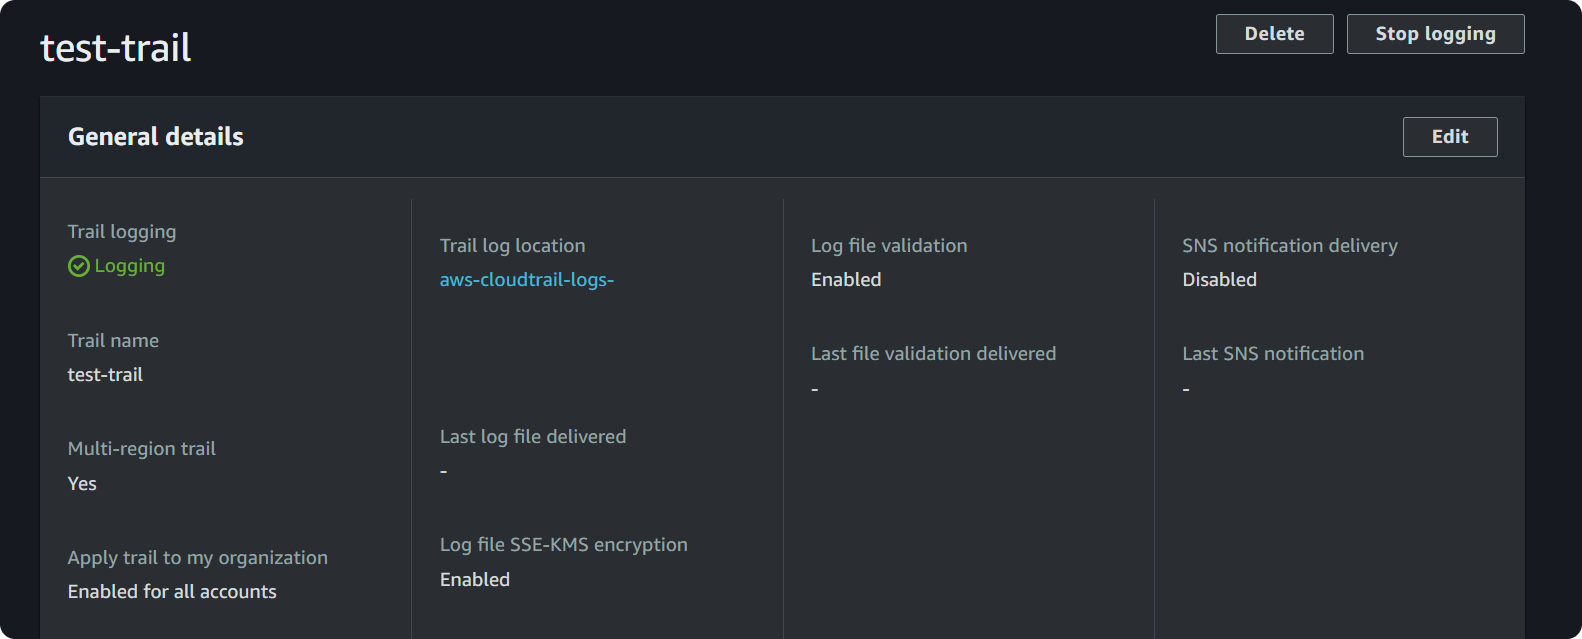 test-trail
Delete
Stop logging
General details
Edit
Trail logging
Logging
Trail name
test-trail
Multi-region trail
Yes
Apply trail to my organization
Enabled for all accounts
Trail log location
aws-cloudtrail-logs-
Last log file delivered
-
Log file SSE-KMS encryption
Enabled
Log file validation
Enabled
Last file validation delivered
-
SNS notification delivery
Disabled
Last SNS notification
-